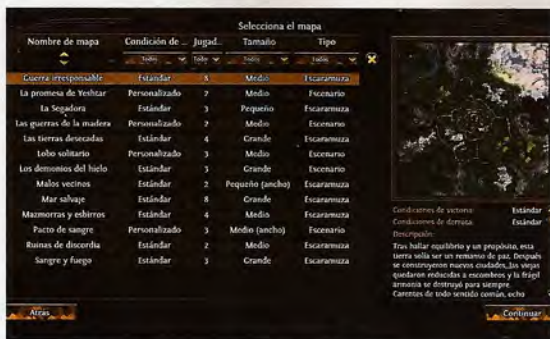 Selecciona el mapa
Nombre de mapa Condición de ... Jugad... Tamaño Tipo
Todos Todo Todos Todos
Guerra irresponsable Estándar 8 Medio Escaramuza
La promesa de Yeshtar Personalizado 2 Medio Escenario
La Segadora Estándar 3 Pequeño Escaramuza
Las guerras de la madera Personalizado 2 Medio Escenario
Las tierras desecadas Estándar 4 Grande Escaramuza
Lobo solitario Personalizado 3 Medio Escenario
Los demonios del hielo Estándar 3 Grande Escaramuza
Malos vecinos Estándar 2 Pequeño (ancho) Escaramuza
Mar salvaje Estándar 8 Grande Escaramuza
Mazmorras y esbirros Estándar 4 Medio Escaramuza
Pacto de sangre Personalizado 3 Medio (ancho) Escenario
Ruinas de discordia Estándar 2 Medio Escaramuza
Sangre y fuego Estándar 3 Grande Escaramuza
Condiciones de victoria: Estándar
Condiciones de derrota: Estándar
Descripción:
Tras hallar equilibrio y un propósito, esta
tierra solía ser un remanso de paz. Después
se construyeron nuevas ciudades, las viejas
quedaron reducidas a escombros y la frágil
armonía se destruyó para siempre.
Carentes de todo sentido común, ocho
Atrás
Continuar